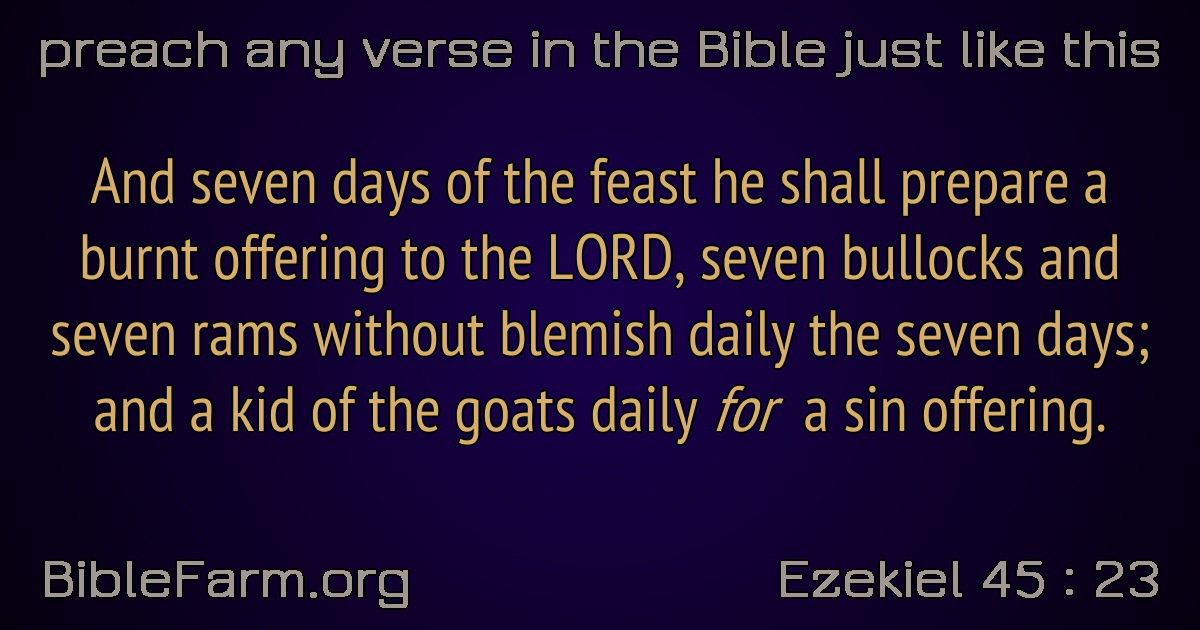 preach any verse in the Bible just like this
And seven days of the feast he shall prepare a
burnt offering to the LORD, seven bullocks and
seven rams without blemish daily the seven days;
and a kid of the goats daily for a sin offering.
BibleFarm.org
Ezekiel 45 : 23